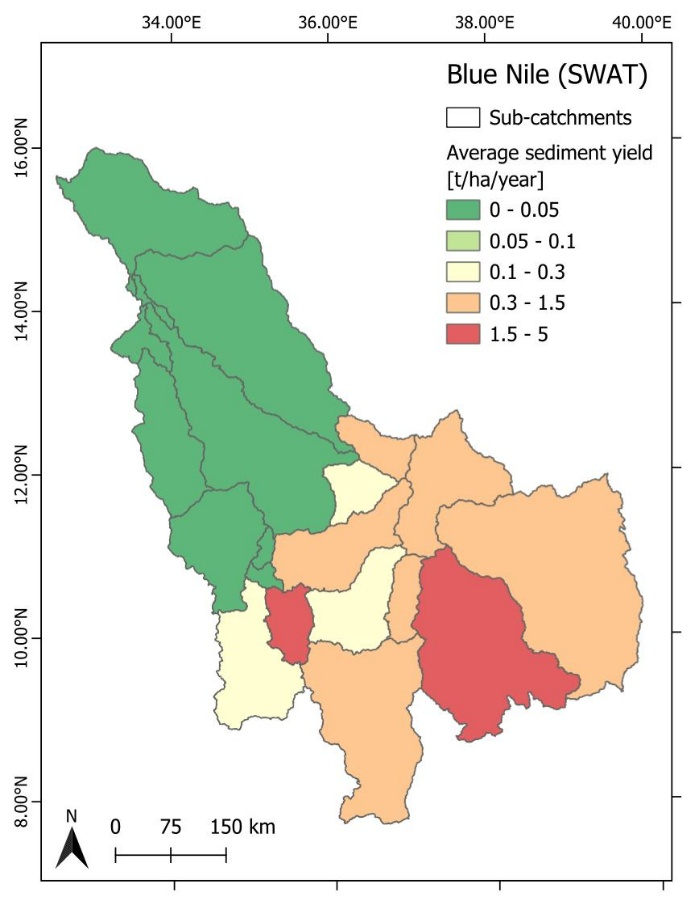 34.00°E 36.00°E 38.00°E 40.00°E
Blue Nile (SWAT)
Sub-catchments
Average sediment yield
[t/ha/year]
0 - 0.05
0.05 - 0.1
0.1 - 0.3
0.3 - 1.5
1.5 - 5
16.00°N
14.00°N
12.00°N
10.00°N
8.00°N
N
0 75 150 km